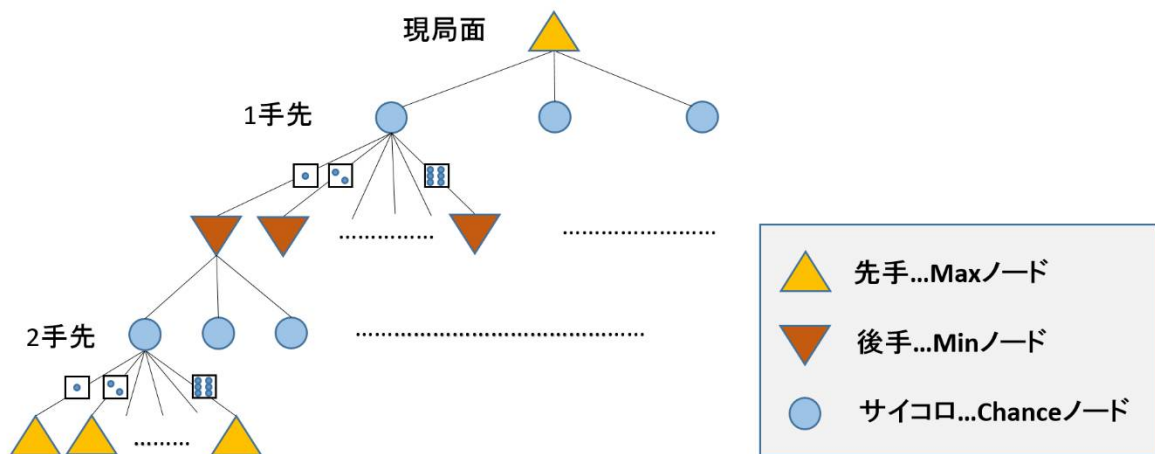 現局面
1手先
2手先
先手...Maxノード
後手...Minノード
サイコロ...Chanceノード